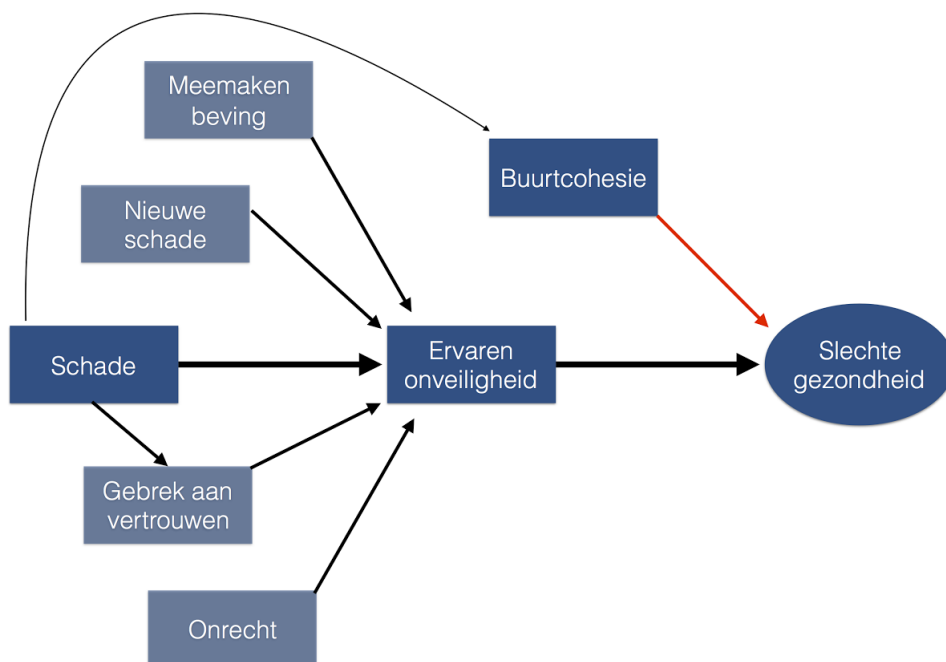 Meemaken
beving
Buurtcohesie
Nieuwe
schade
Schade
Ervaren
onveiligheid
Slechte
gezondheid
Gebrek aan
vertrouwen
Onrecht